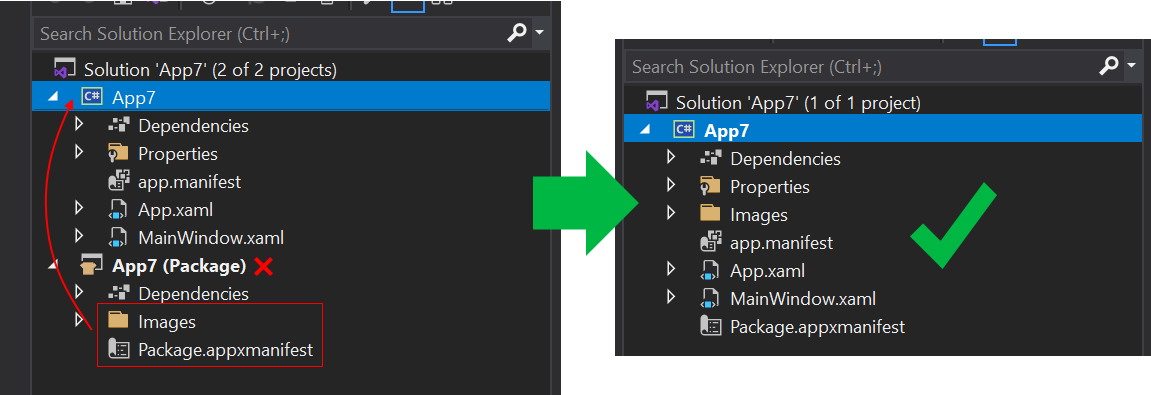 Search Solution Explorer (Ctrl+;)
Solution 'App7' (2 of 2 projects)
C# App7
Dependencies
Properties
app.manifest
App.xaml
MainWindow.xaml
App7 (Package)
Dependencies
Images
Package.appxmanifest
Search Solution Explorer (Ctrl+;)
Solution 'App7' (1 of 1 project)
C# App7
Dependencies
Properties
Images
app.manifest
App.xaml
MainWindow.xaml
Package.appxmanifest